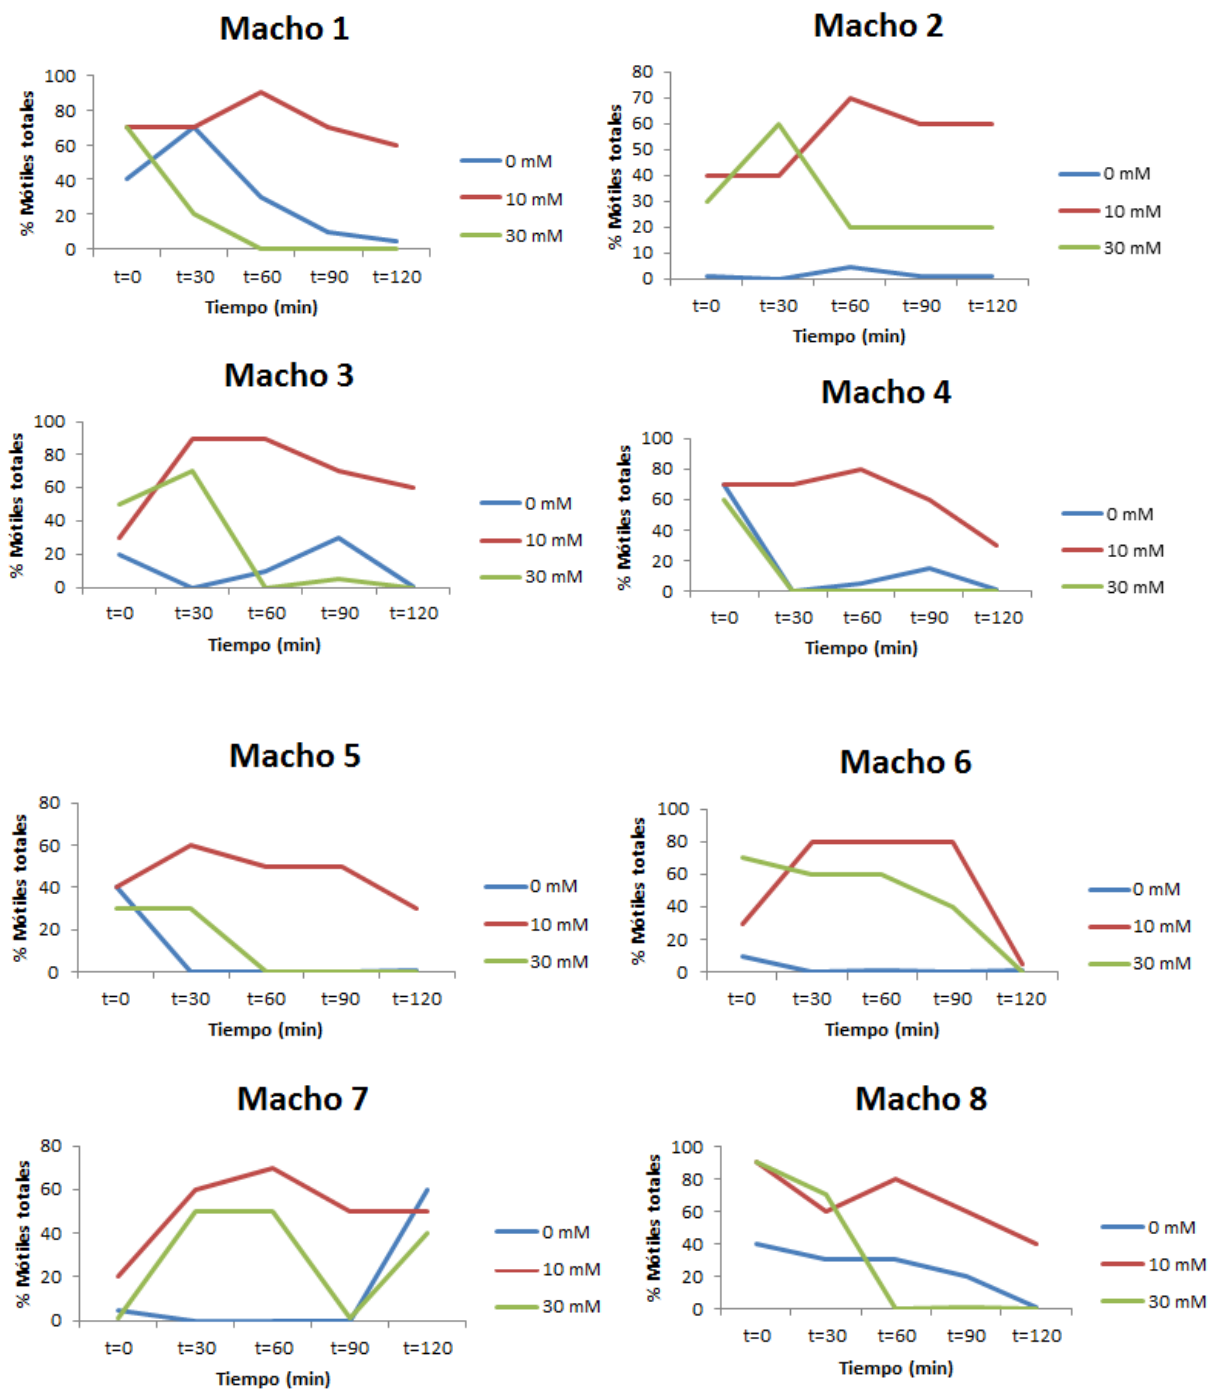 Macho 1
% Mótiles totales
100
80
60
40
20
0
t=0 t=30 t=60 t=90 t=120
Tiempo (min)
0 mM
10 mM
30 mM
Macho 2
% Mótiles totales
80
70
60
50
40
30
20
10
0
t=0 t=30 t=60 t=90 t=120
Tiempo (min)
0 mM
10 mM
30 mM
Macho 3
% Mótiles totales
100
80
60
40
20
0
t=0 t=30 t=60 t=90 t=120
Tiempo (min)
0 mM
10 mM
30 mM
Macho 4
% Mótiles totales
100
80
60
40
20
0
t=0 t=30 t=60 t=90 t=120
Tiempo (min)
0 mM
10 mM
30 mM
Macho 5
% Mótiles totales
80
60
40
20
0
t=0 t=30 t=60 t=90 t=120
Tiempo (min)
0 mM
10 mM
30 mM
Macho 6
% Mótiles totales
100
80
60
40
20
0
t=0 t=30 t=60 t=90 t=120
Tiempo (min)
0 mM
10 mM
30 mM
Macho 7
% Mótiles totales
80
60
40
20
0
t=0 t=30 t=60 t=90 t=120
Tiempo (min)
0 mM
10 mM
30 mM
Macho 8
% Mótiles totales
100
80
60
40
20
0
t=0 t=30 t=60 t=90 t=120
Tiempo (min)
0 mM
10 mM
30 mM